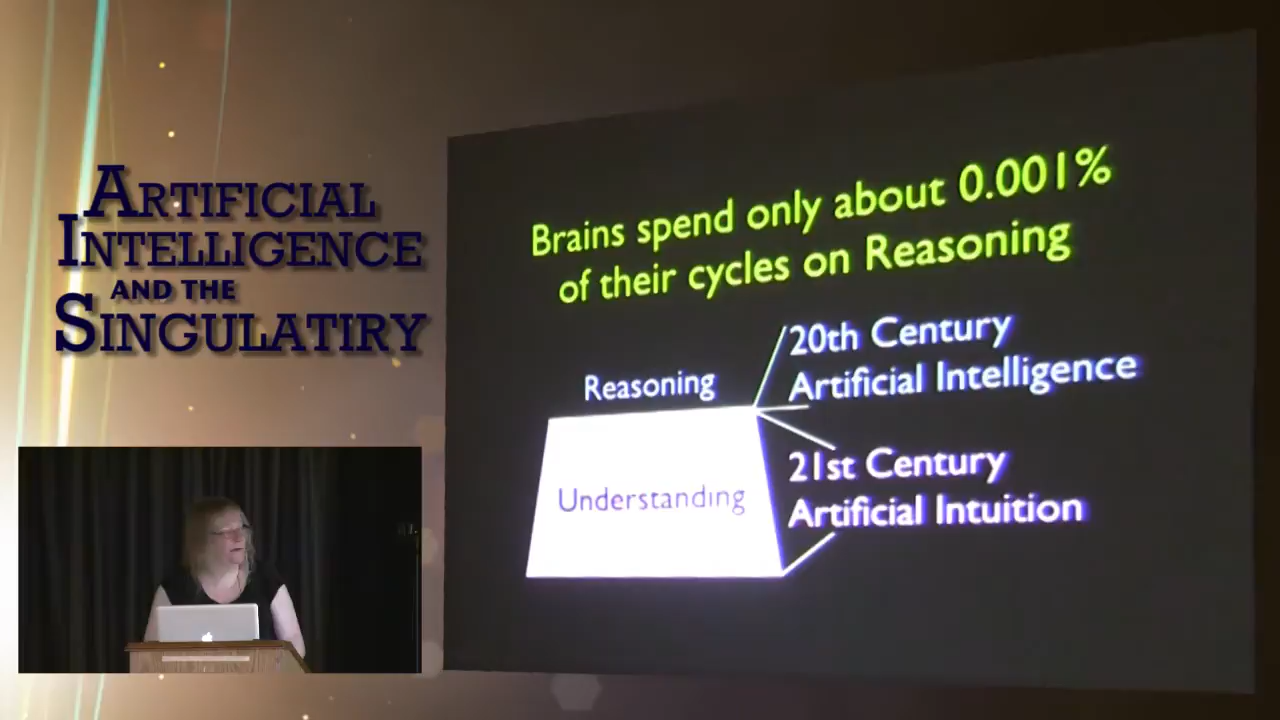 ARTIFICIAL
INTELLIGENCE
AND THE
SINGULATIRY
Brains spend only about 0.001%
of their cycles on Reasoning
Reasoning
20th Century
Artificial Intelligence
Understanding
21st Century
Artificial Intuition